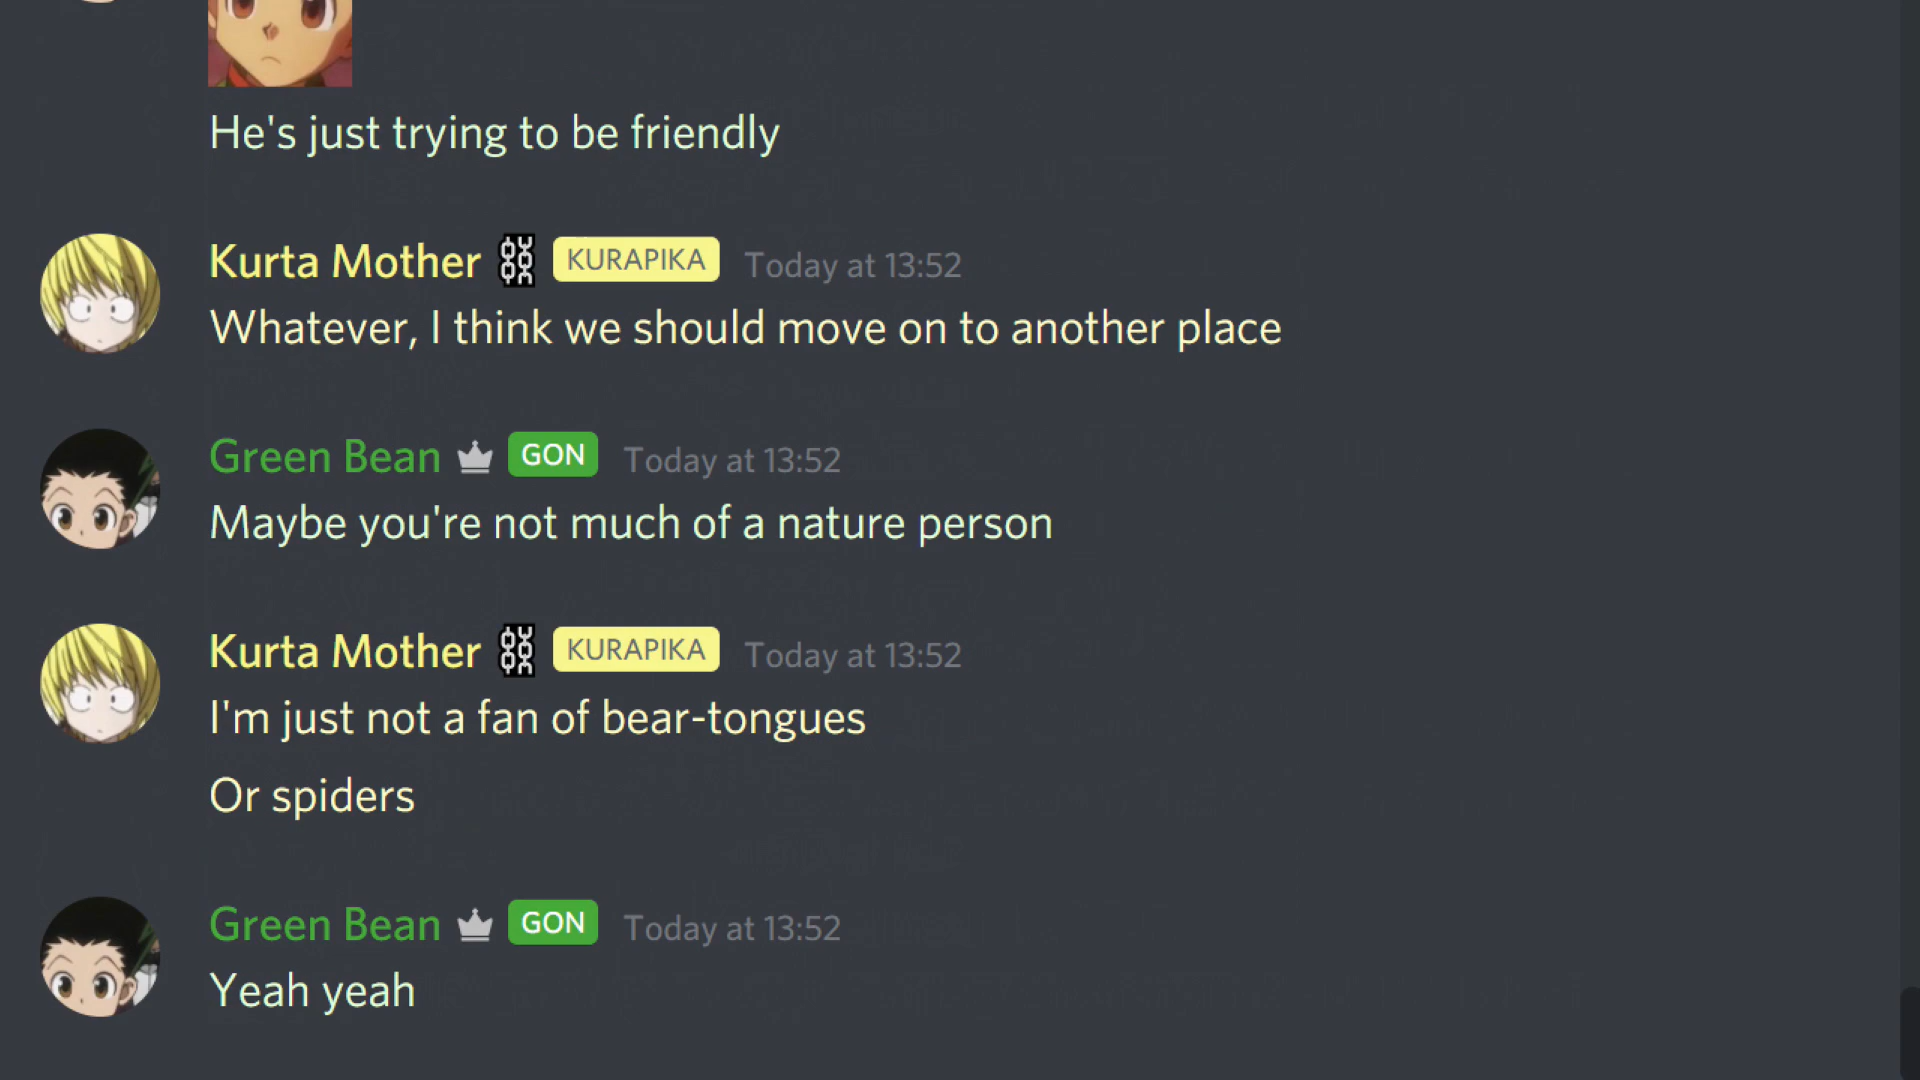 He's just trying to be friendly
Kurta Mother KURAPIKA Today at 13:52
Whatever, I think we should move on to another place
Green Bean GON Today at 13:52
Maybe you're not much of a nature person
Kurta Mother KURAPIKA Today at 13:52
I'm just not a fan of bear-tongues
Or spiders
Green Bean GON Today at 13:52
Yeah yeah